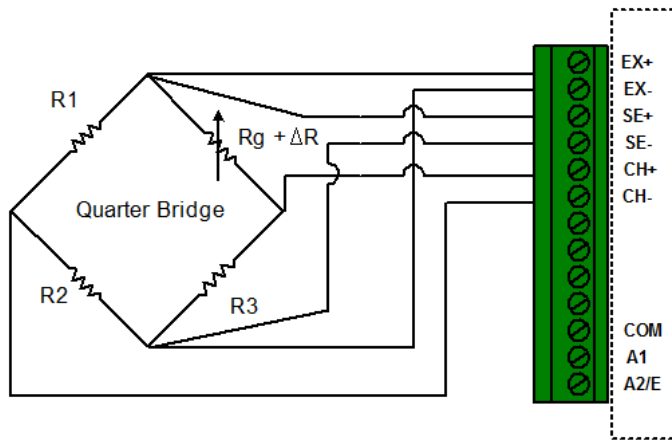 R1
Rg + ΔR
Quarter Bridge
R2
R3
EX+
EX-
SE+
SE-
CH+
CH-
COM
A1
A2/E